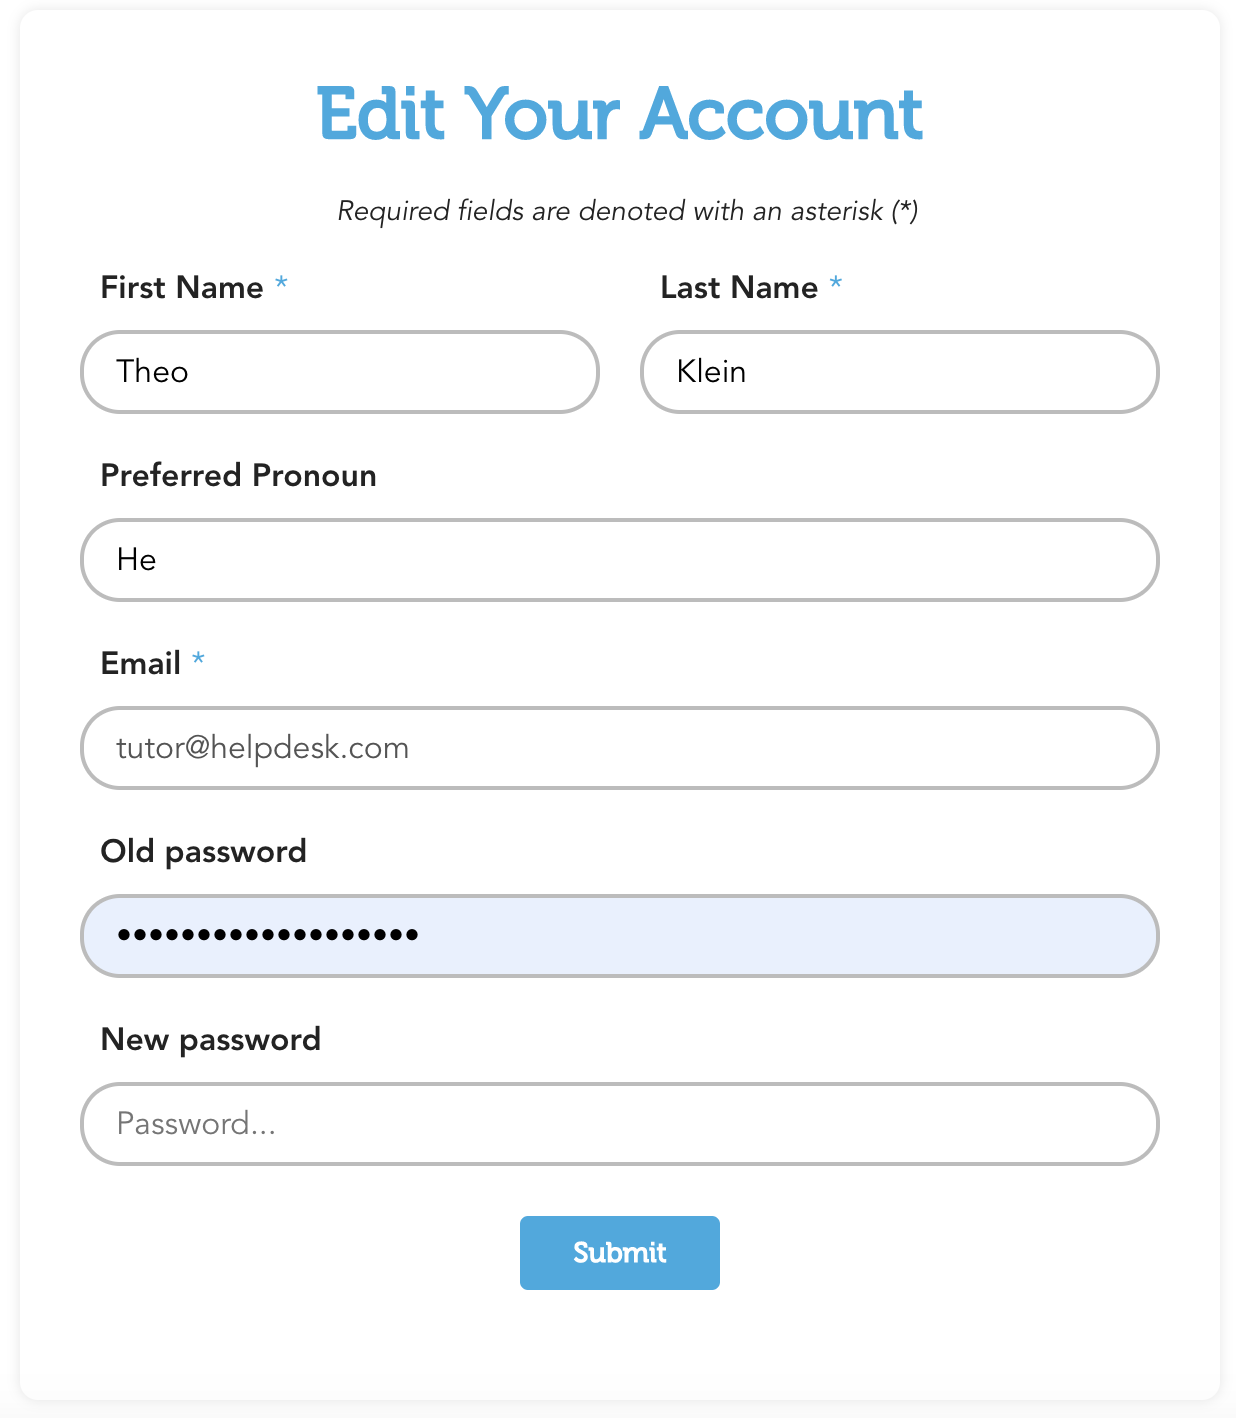 Edit Your Account
Required fields are denoted with an asterisk (*)
First Name * Last Name *
Theo Klein
Preferred Pronoun
He
Email *
tutor@helpdesk.com
Old password
•••••••••••••••••••
New password
Password...
Submit